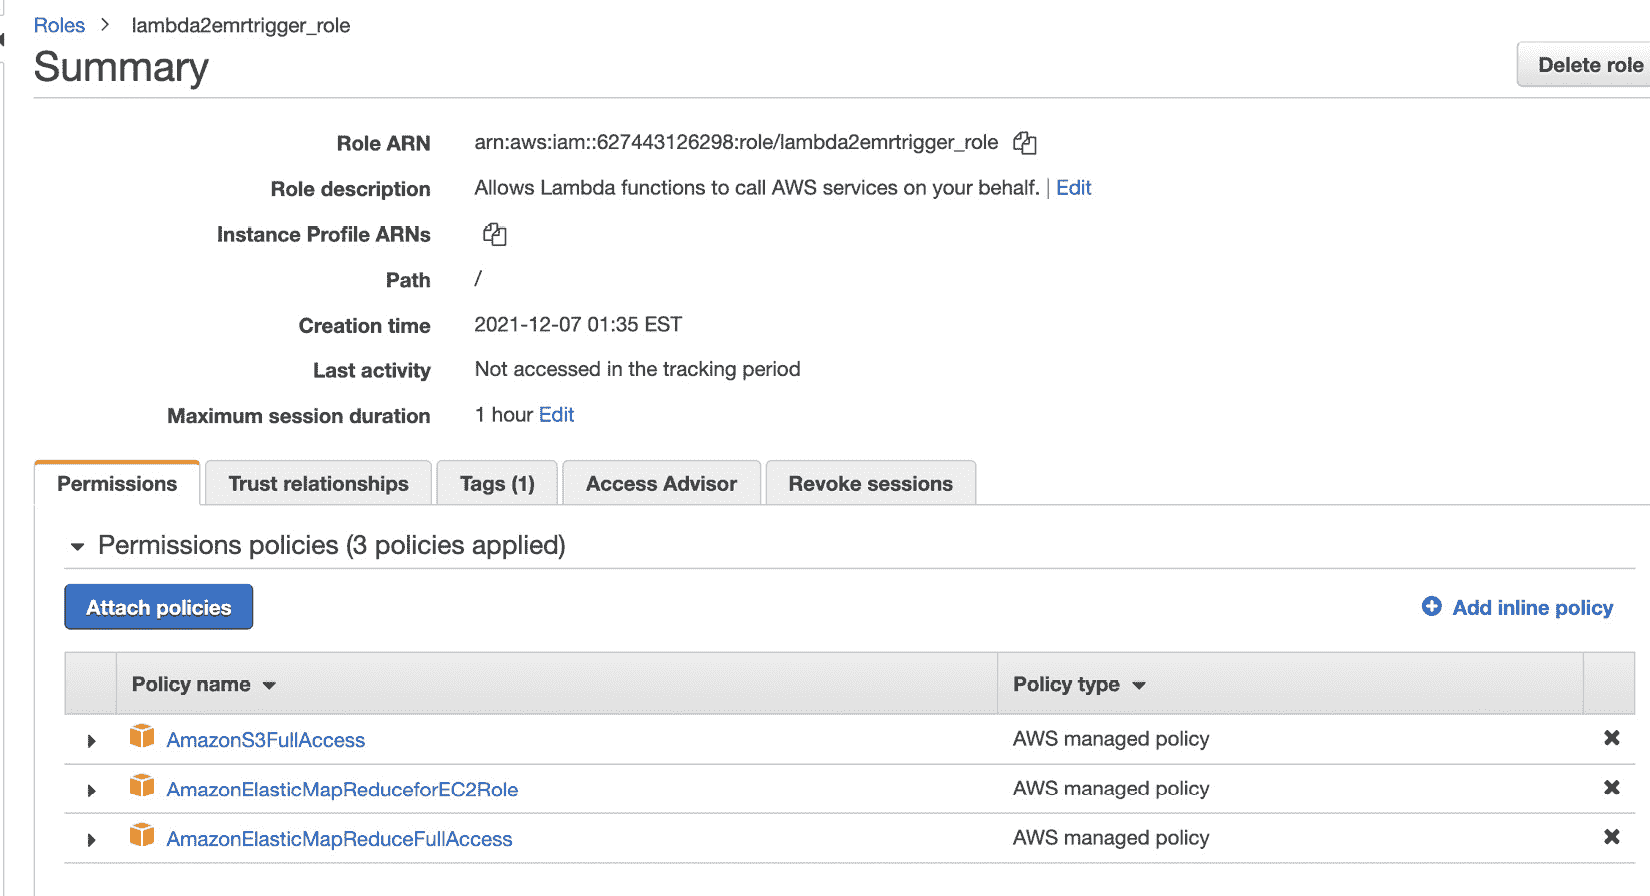 Roles > lambda2emrtrigger_role
Summary
Delete role
Role ARN arn:aws:iam::627443126298:role/lambda2emrtrigger_role
Role description Allows Lambda functions to call AWS services on your behalf. | Edit
Instance Profile ARNs
Path /
Creation time 2021-12-07 01:35 EST
Last activity Not accessed in the tracking period
Maximum session duration 1 hour Edit
Permissions Trust relationships Tags (1) Access Advisor Revoke sessions
Permissions policies (3 policies applied)
Attach policies Add inline policy
Policy name Policy type
AmazonS3FullAccess AWS managed policy
AmazonElasticMapReduceforEC2Role AWS managed policy
AmazonElasticMapReduceFullAccess AWS managed policy